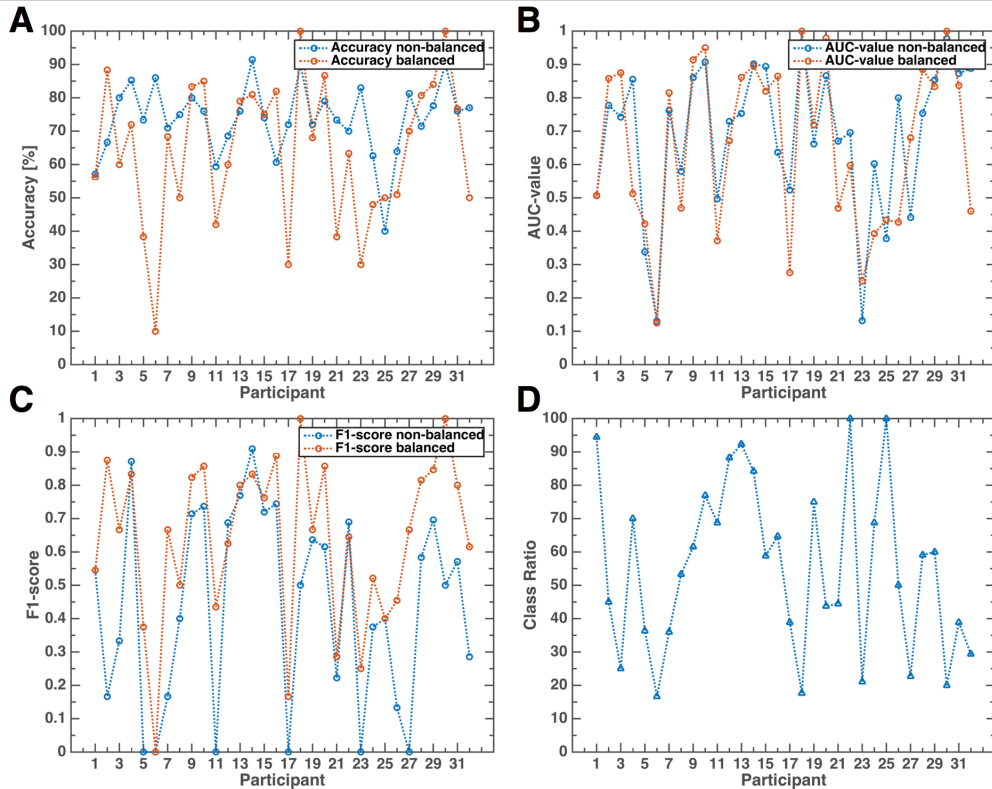 A
Accuracy non-balanced
Accuracy balanced
Accuracy [%]
100
90
80
70
60
50
40
30
20
10
0
1 3 5 7 9 11 13 15 17 19 21 23 25 27 29 31
Participant
B
AUC-value non-balanced
AUC-value balanced
AUC-value
1
0.9
0.8
0.7
0.6
0.5
0.4
0.3
0.2
0.1
0
1 3 5 7 9 11 13 15 17 19 21 23 25 27 29 31
Participant
C
F1-score non-balanced
F1-score balanced
F1-score
1
0.9
0.8
0.7
0.6
0.5
0.4
0.3
0.2
0.1
0
1 3 5 7 9 11 13 15 17 19 21 23 25 27 29 31
Participant
D
Class Ratio
100
90
80
70
60
50
40
30
20
10
0
1 3 5 7 9 11 13 15 17 19 21 23 25 27 29 31
Participant